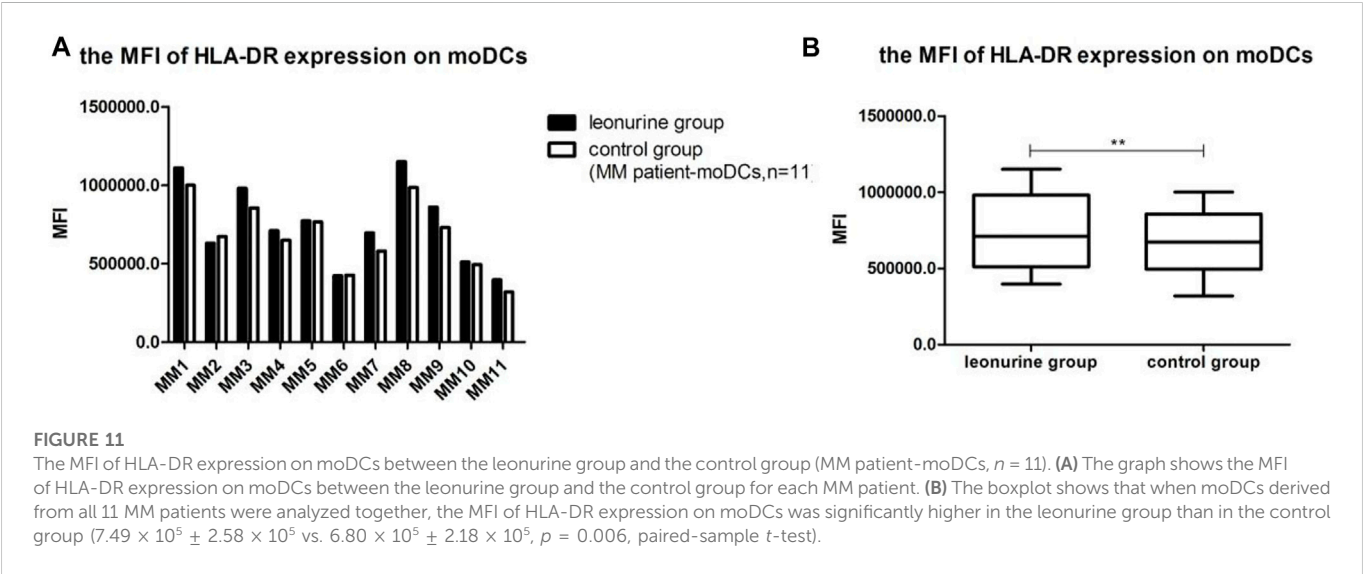 A the MFI of HLA-DR expression on moDCs
1500000.0
1000000.0
500000.0
0.0
MFI
MM1
MM2
MM3
MM4
MM5
MM6
MM7
MM8
MM9
MM10
MM11
leonurine group
control group
(MM patient-moDCs,n=11
B the MFI of HLA-DR expression on moDCs
1500000.0
1000000.0
500000.0
0.0
MFI
**
leonurine group
control group
FIGURE 11
The MFI of HLA-DR expression on moDCs between the leonurine group and the control group (MM patient-moDCs, n = 11). (A) The graph shows the MFI
of HLA-DR expression on moDCs between the leonurine group and the control group for each MM patient. (B) The boxplot shows that when moDCs derived
from all 11 MM patients were analyzed together, the MFI of HLA-DR expression on moDCs was significantly higher in the leonurine group than in the control
group (7.49 × 10⁵ ± 2.58 × 10⁵ vs. 6.80 × 10⁵ ± 2.18 × 10⁵, p = 0.006, paired-sample t-test).